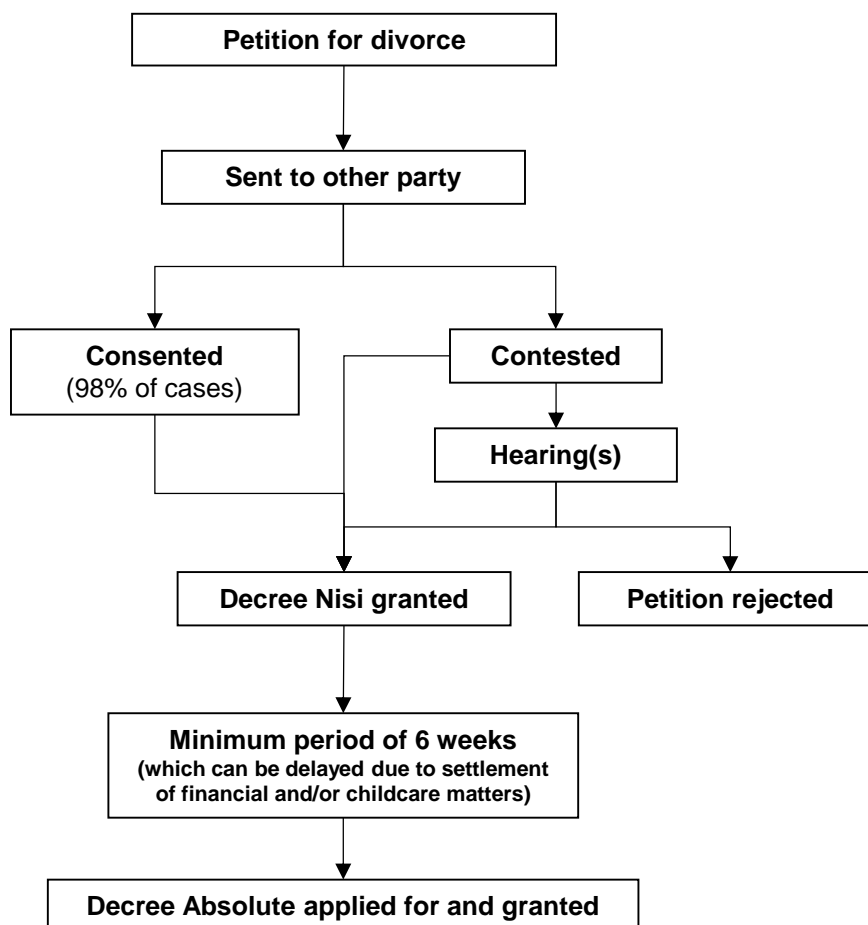 Petition for divorce
Sent to other party
Consented
(98% of cases)
Contested
Hearing(s)
Decree Nisi granted
Petition rejected
Minimum period of 6 weeks
(which can be delayed due to settlement
of financial and/or childcare matters)
Decree Absolute applied for and granted